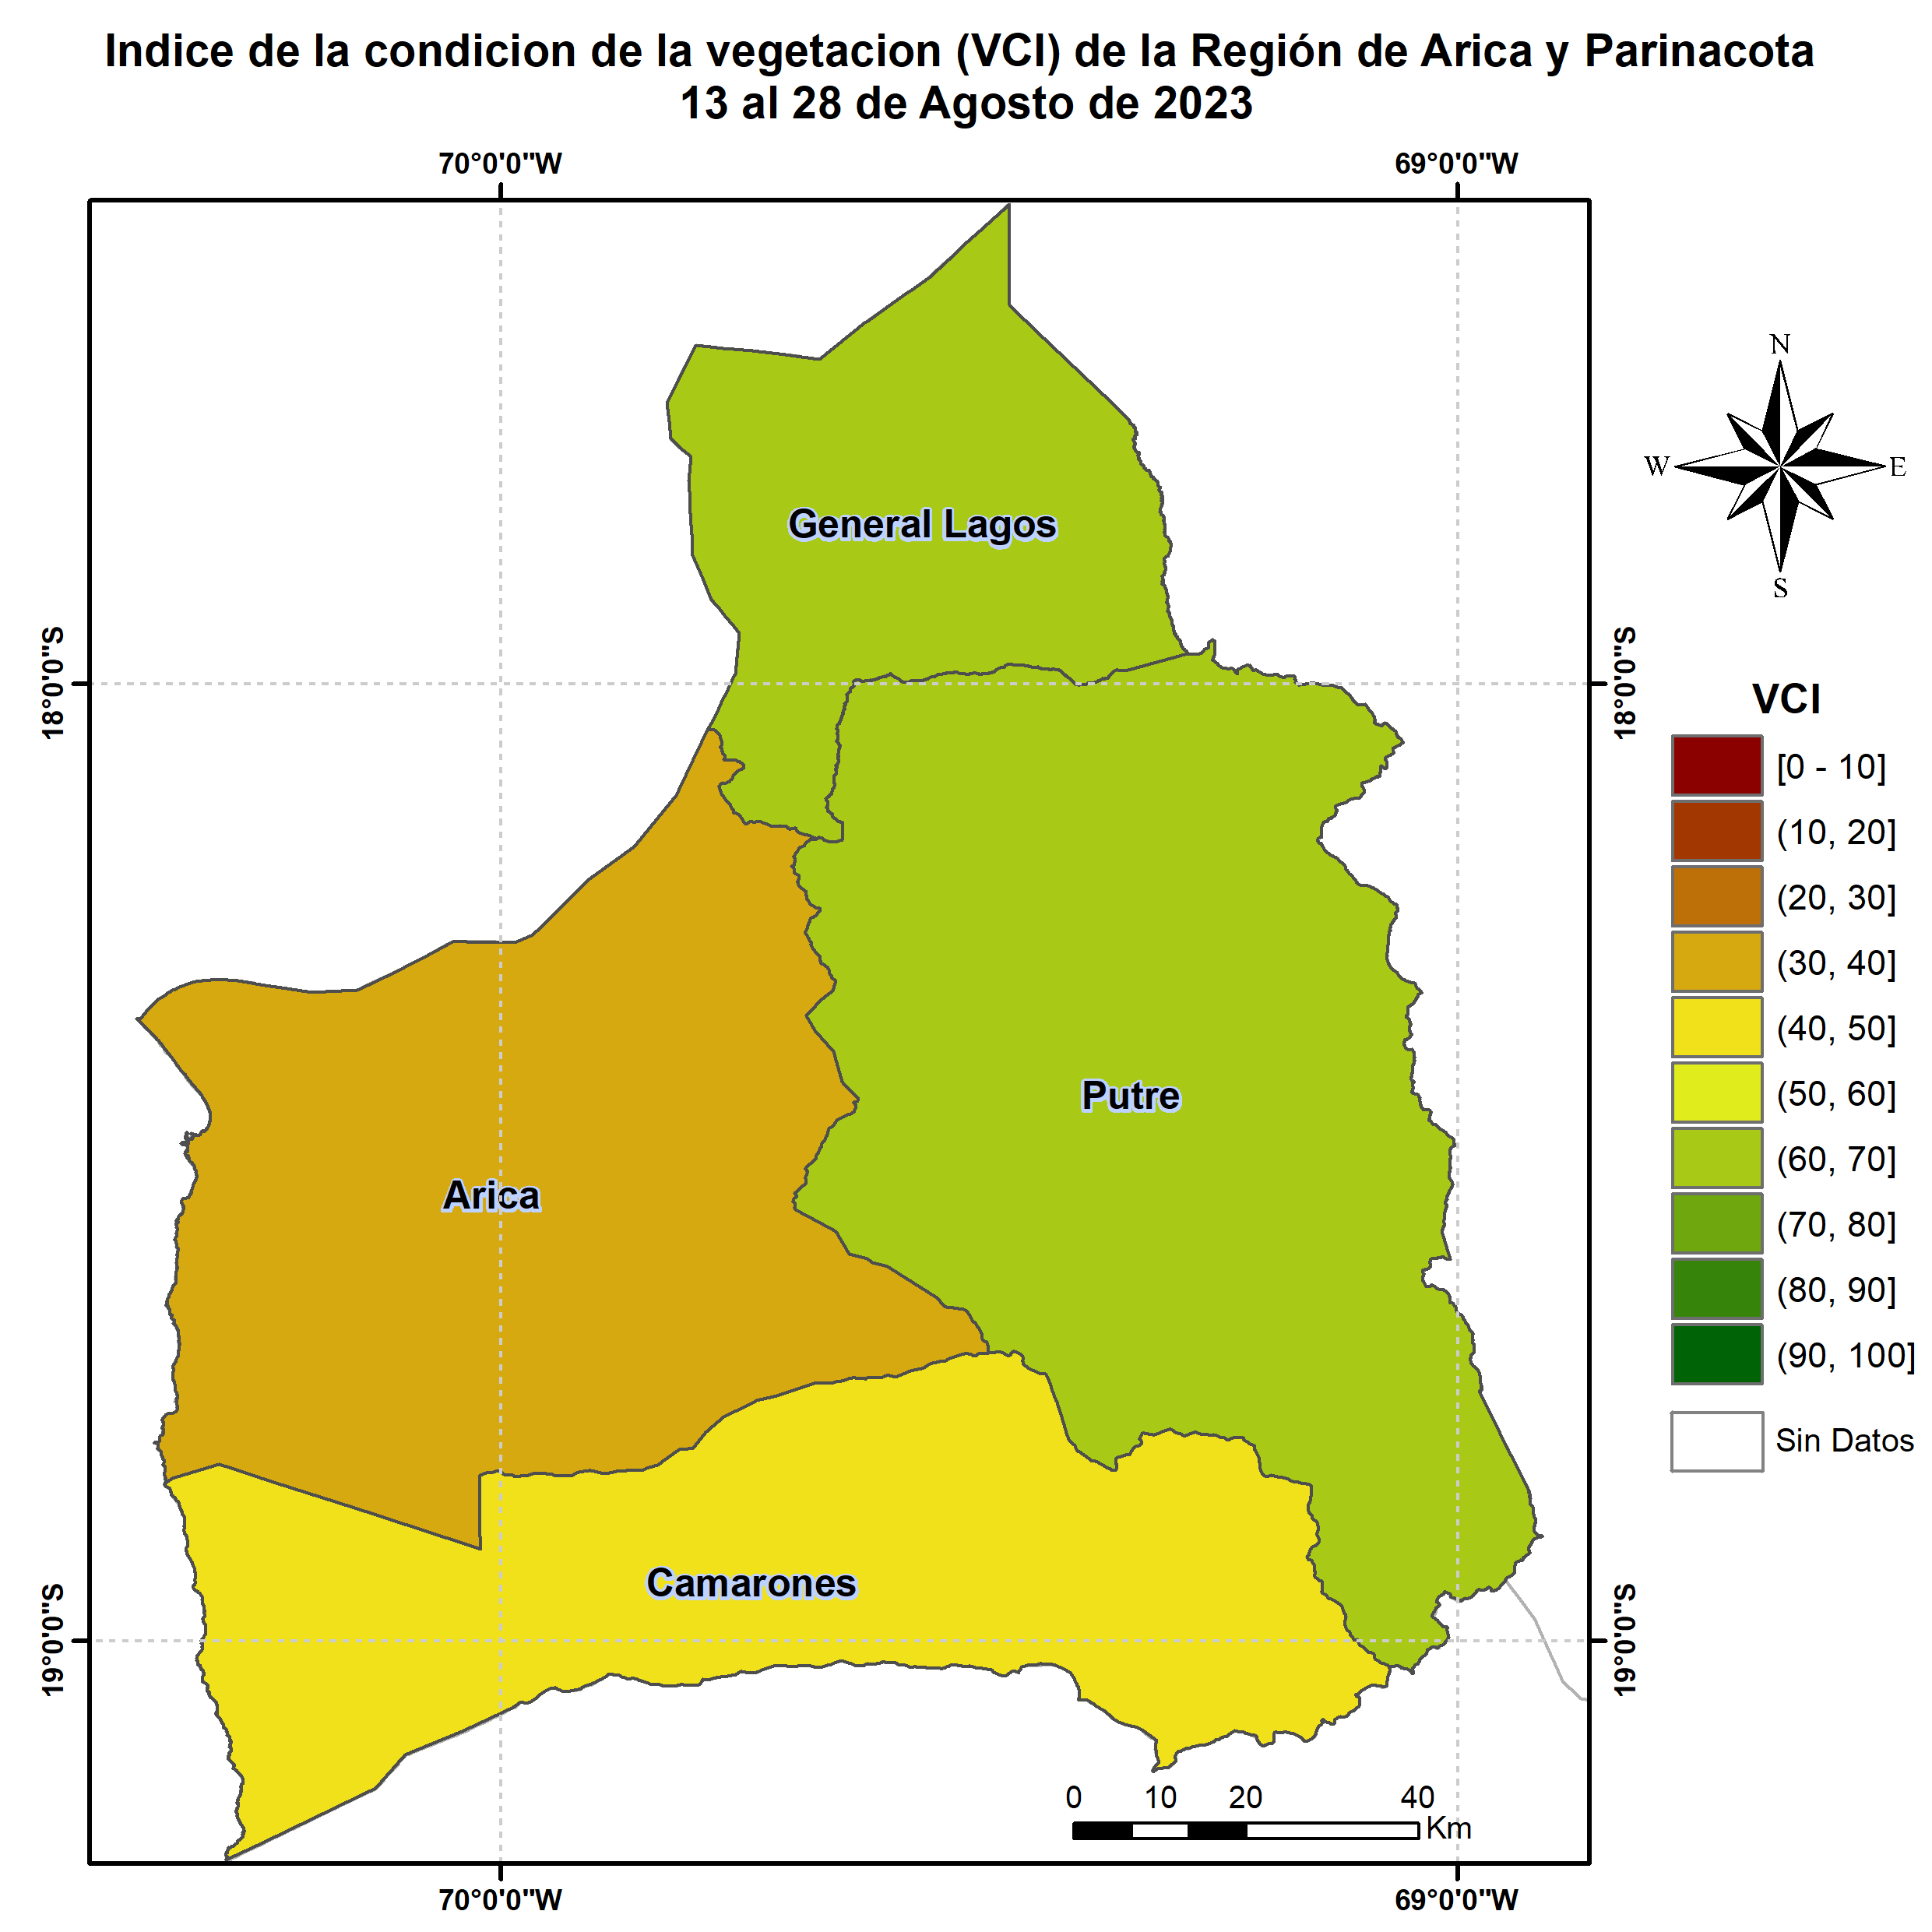 Indice de la condicion de la vegetacion (VCI) de la Región de Arica y Parinacota
13 al 28 de Agosto de 2023
70°0'0"W
69°0'0"W
N
W
E
S
General Lagos
18°0'0"S
18°0'0"S
VCI
[0 - 10]
(10, 20]
(20, 30]
(30, 40]
(40, 50]
(50, 60]
(60, 70]
(70, 80]
(80, 90]
(90, 100]
Sin Datos
Putre
Arica
Camarones
19°0'0"S
19°0'0"S
0 10 20 40
Km
70°0'0"W
69°0'0"W